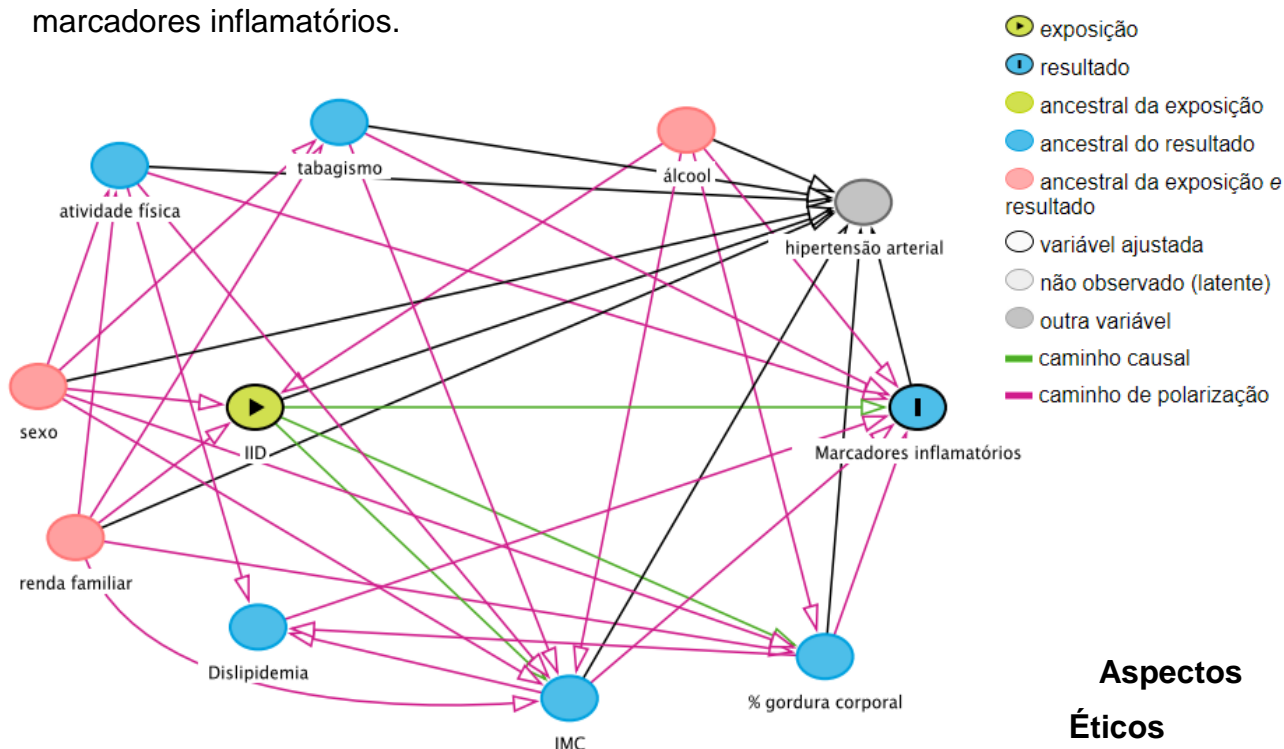 marcadores inflamatórios.
exposição
resultado
ancestral da exposição
ancestral do resultado
ancestral da exposição e
resultado
variável ajustada
não observado (latente)
outra variável
caminho causal
caminho de polarização
tabagismo
álcool
atividade física
hipertensão arterial
sexo
IID
Marcadores inflamatórios
renda familiar
Dislipidemia
% gordura corporal
IMC
Aspectos
Éticos